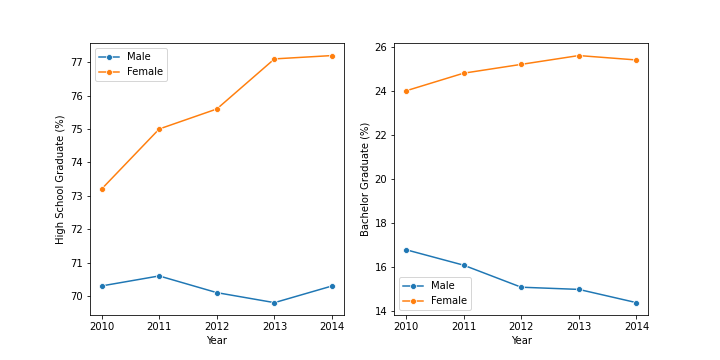 High School Graduate (%)
77
76
75
74
73
72
71
70
Male
Female
2010 2011 2012 2013 2014
Year
Bachelor Graduate (%)
26
24
22
20
18
16
14
Male
Female
2010 2011 2012 2013 2014
Year